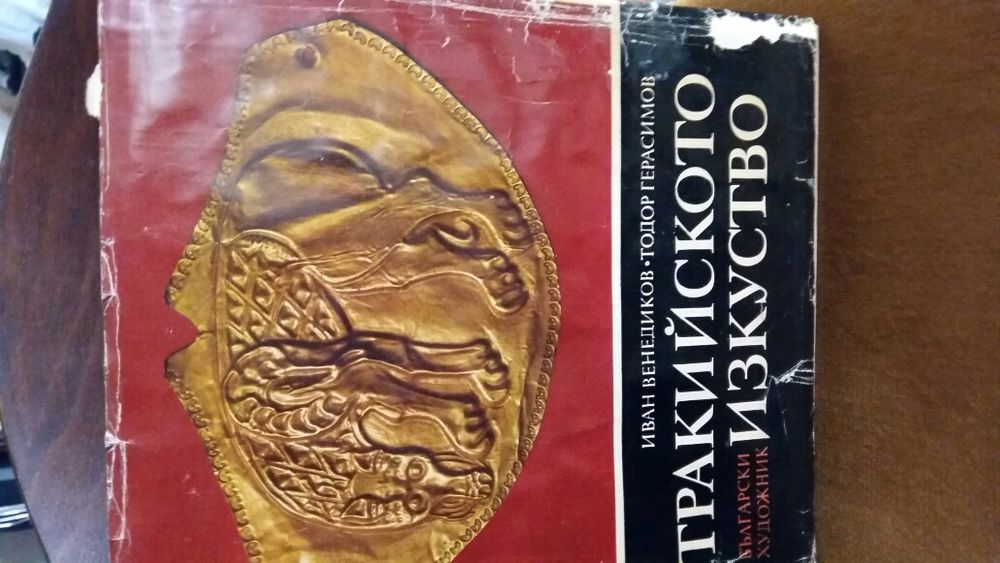 ИВАН ВЕНЕДИКОВ • ТОДОР ГЕРАСИМОВ
ТРАКИЙСКОТО
ИЗКУСТВО
БЪЛГАРСКИ
ХУДОЖНИК